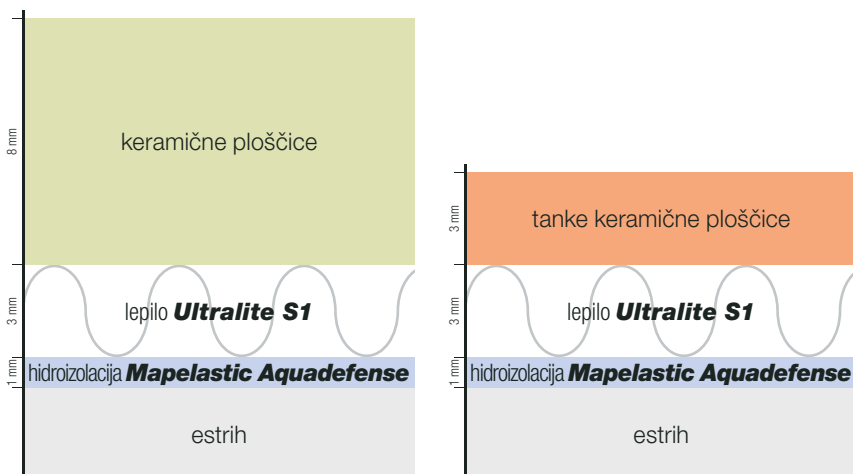 8 mm
keramične ploščice
3 mm
lepilo Ultralite S1
1 mm
hidroizolacija Mapelastic Aquadefense
estrih
3 mm
tanke keramične ploščice
3 mm
lepilo Ultralite S1
1 mm
hidroizolacija Mapelastic Aquadefense
estrih